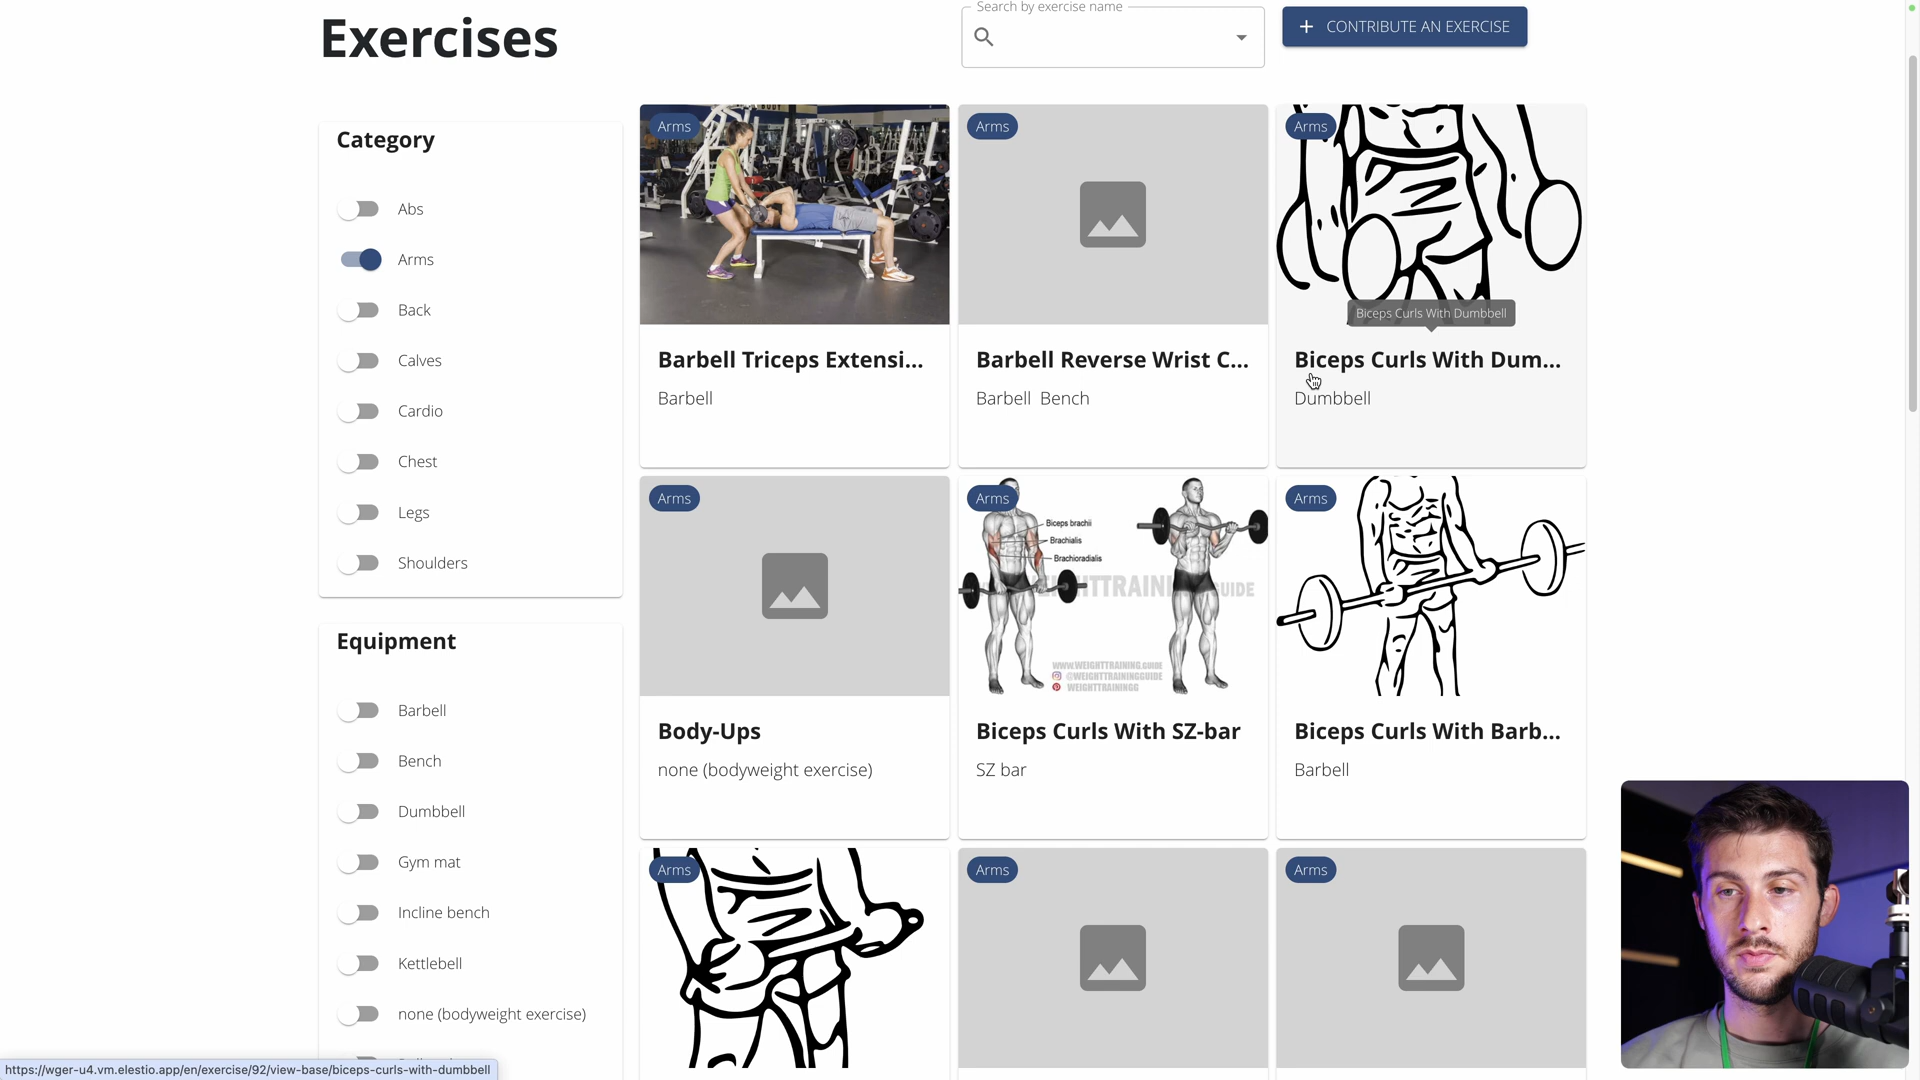 Exercises
Search by exercise name
CONTRIBUTE AN EXERCISE
Category
Abs
Arms
Back
Calves
Cardio
Chest
Legs
Shoulders
Equipment
Barbell
Bench
Dumbbell
Gym mat
Incline bench
Kettlebell
none (bodyweight exercise)
Arms
BODY
Barbell Triceps Extensi...
Barbell
Arms
Barbell Reverse Wrist C...
Barbell Bench
Arms
Biceps Curls With Dumbbell
Biceps Curls With Dum...
Dumbbell
Arms
Body-Ups
none (bodyweight exercise)
Arms
Biceps brachii
Brachialis
Brachioradialis
GUIDE
WWW.WEIGHTTRAINING.GUIDE
@WEIGHTTRAININGGUIDE
WEIGHTTRAININGG
Biceps Curls With SZ-bar
SZ bar
Arms
Biceps Curls With Barb...
Barbell
Arms
Arms
Arms
https://wger-u4.vm.elestio.app/en/exercise/92/view-base/biceps-curls-with-dumbbell